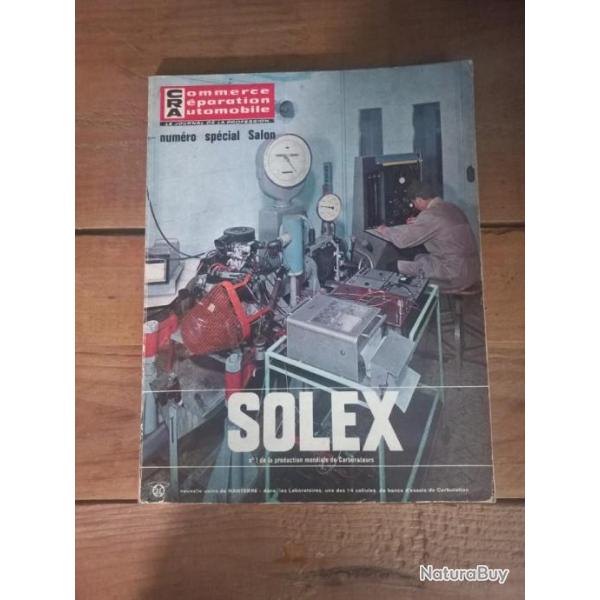 CRA
Commerce
Réparation
Automobile
LE JOURNAL DE LA PROFESSION
numéro spécial Salon
SOLEX
n° 1 de la production mondiale de Carburateurs
nouvelle usine de NANTERRE - dans les Laboratoires, une des 14 cellules de bancs d'essais de Carburation
NaturaBuy